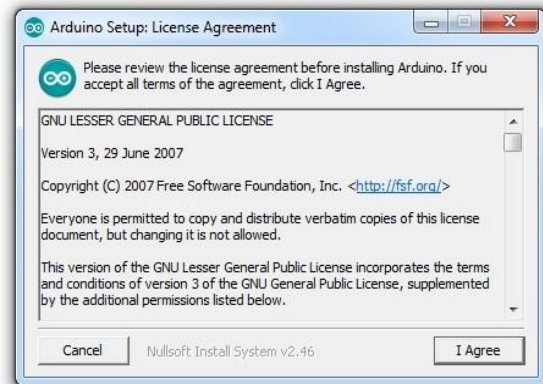 Arduino Setup: License Agreement
Please review the license agreement before installing Arduino. If you
accept all terms of the agreement, click I Agree.
GNU LESSER GENERAL PUBLIC LICENSE
Version 3, 29 June 2007
Copyright (C) 2007 Free Software Foundation, Inc. <http://fsf.org/>
Everyone is permitted to copy and distribute verbatim copies of this license
document, but changing it is not allowed.
This version of the GNU Lesser General Public License incorporates the terms
and conditions of version 3 of the GNU General Public License, supplemented
by the additional permissions listed below.
Cancel
Nullsoft Install System v2.46
I Agree